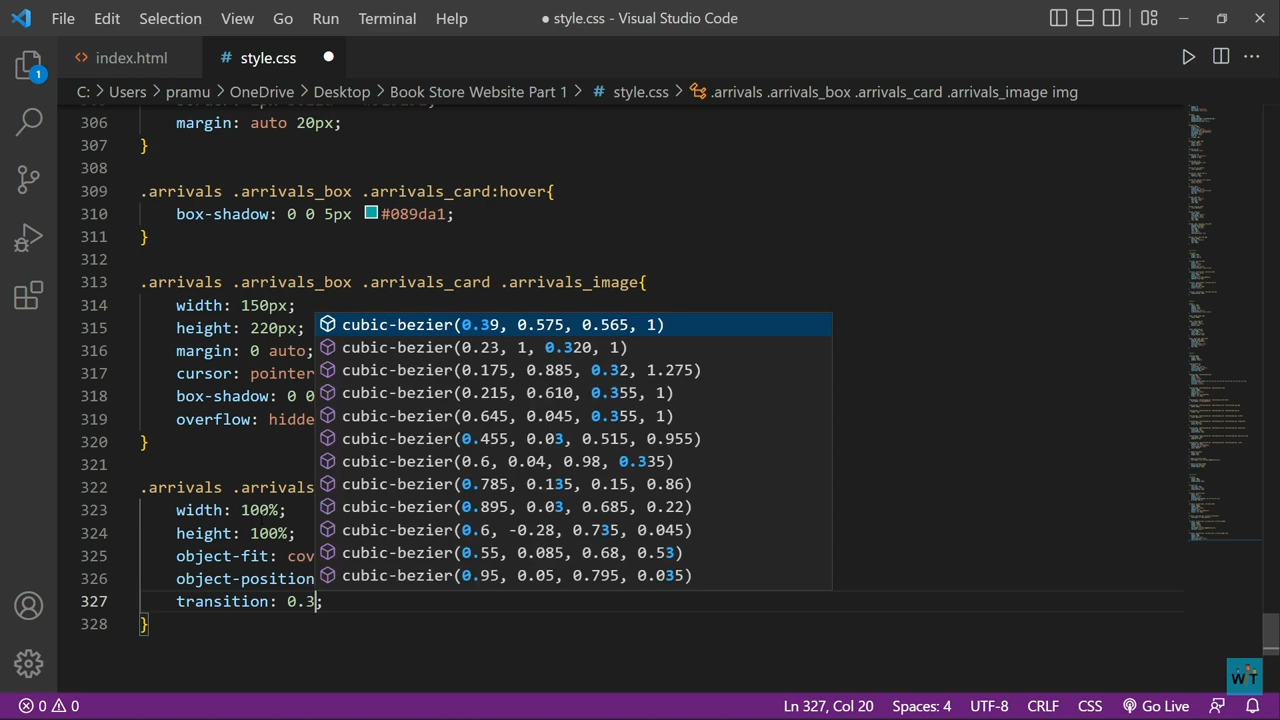 File Edit Selection View Go Run Terminal Help ● style.css - Visual Studio Code
<> index.html # style.css ●
C: > Users > pramu > OneDrive > Desktop > Book Store Website Part 1 > # style.css > .arrivals .arrivals_box .arrivals_card .arrivals_image img
1
306 margin: auto 20px;
307 }
308
309 .arrivals .arrivals_box .arrivals_card:hover{
310 box-shadow: 0 0 5px #089da1;
311 }
312
313 .arrivals .arrivals_box .arrivals_card .arrivals_image{
314 width: 150px;
315 height: 220px;
316 margin: 0 auto;
317 cursor: pointer
318 box-shadow: 0 0
319 overflow: hidde
320 }
321
322 .arrivals .arrivals
323 width: 100%;
324 height: 100%;
325 object-fit: cov
326 object-position
327 transition: 0.3;
328 }
cubic-bezier(0.39, 0.575, 0.565, 1)
cubic-bezier(0.23, 1, 0.320, 1)
cubic-bezier(0.175, 0.885, 0.32, 1.275)
cubic-bezier(0.215, 0.610, 0.355, 1)
cubic-bezier(0.645, 0.045, 0.355, 1)
cubic-bezier(0.445, 0.03, 0.515, 0.955)
cubic-bezier(0.6, 0.04, 0.98, 0.335)
cubic-bezier(0.785, 0.135, 0.15, 0.86)
cubic-bezier(0.895, 0.03, 0.685, 0.22)
cubic-bezier(0.6, -0.28, 0.735, 0.045)
cubic-bezier(0.55, 0.085, 0.68, 0.53)
cubic-bezier(0.95, 0.05, 0.795, 0.035)
WT
0 0 Ln 327, Col 20 Spaces: 4 UTF-8 CRLF CSS Go Live